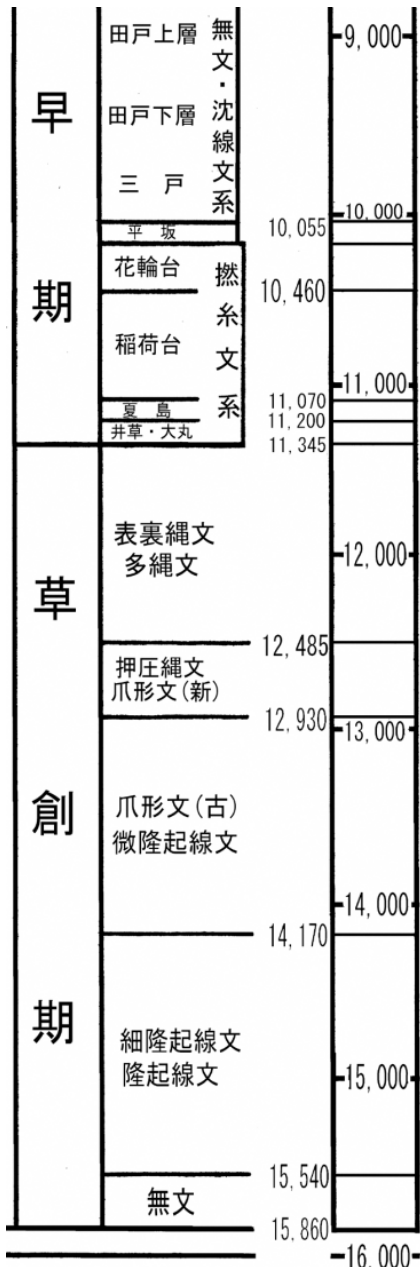 早期
田戸上層
田戸下層
三 戸
無文・沈線文系
平 坂
花輪台
稲荷台
夏 島
井草・大丸
撚糸文系
草創期
表裏縄文
多縄文
押圧縄文
爪形文(新)
爪形文(古)
微隆起線文
細隆起線文
隆起線文
無文
10,055
10,460
11,070
11,200
11,345
12,485
12,930
14,170
15,540
15,860
9,000
10,000
11,000
12,000
13,000
14,000
15,000
16,000